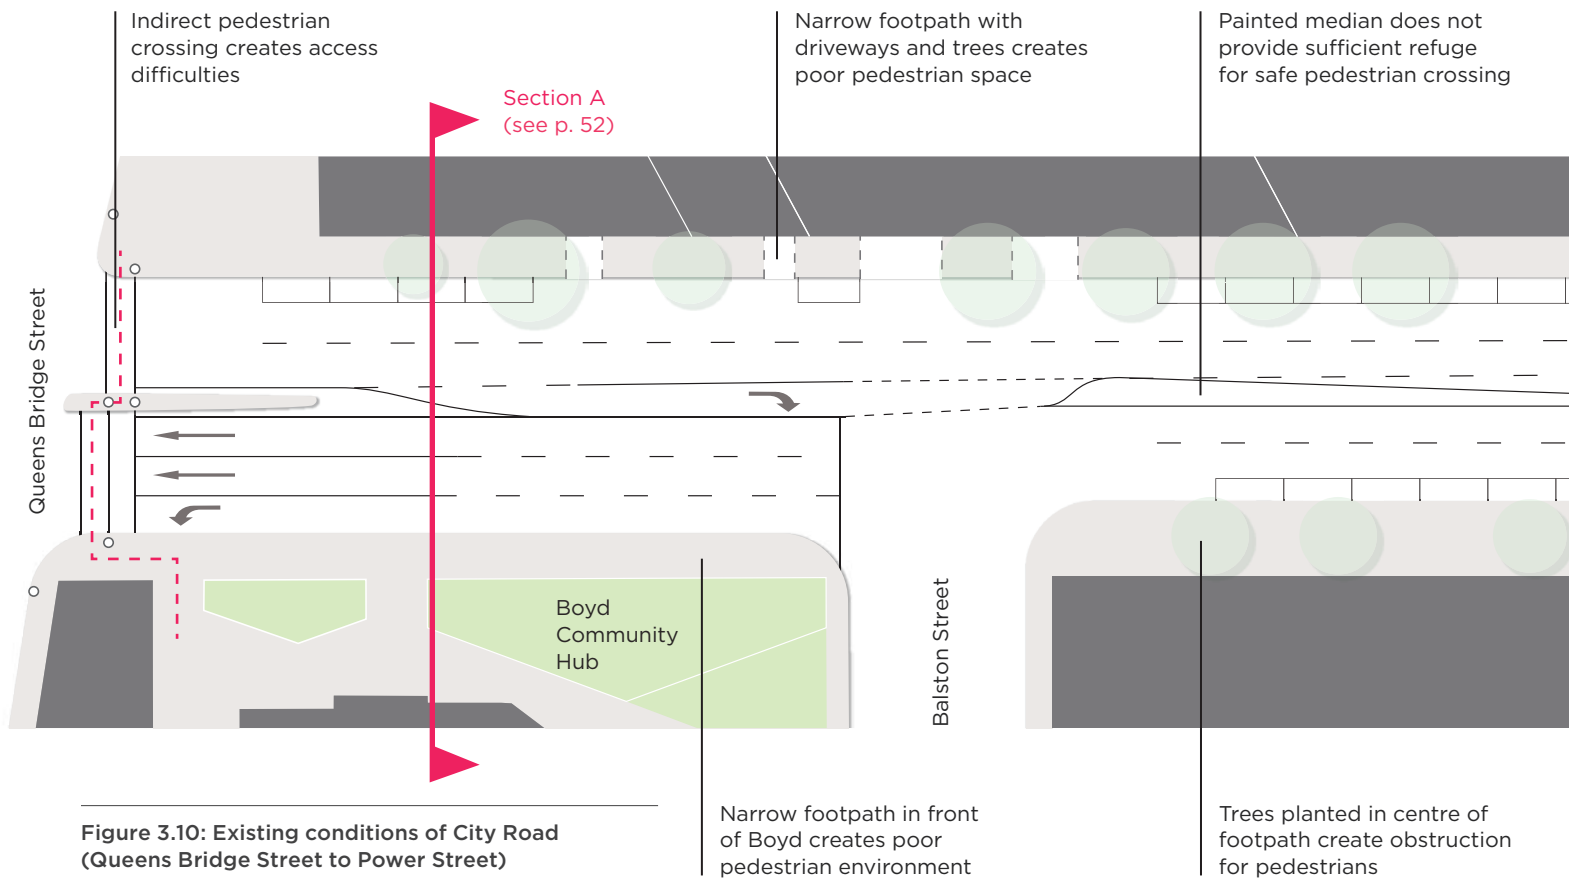 Indirect pedestrian
crossing creates access
difficulties
Narrow footpath with
driveways and trees creates
poor pedestrian space
Painted median does not
provide sufficient refuge
for safe pedestrian crossing
Section A
(see p. 52)
Queens Bridge Street
Boyd
Community
Hub
Balston Street
Figure 3.10: Existing conditions of City Road
(Queens Bridge Street to Power Street)
Narrow footpath in front
of Boyd creates poor
pedestrian environment
Trees planted in centre of
footpath create obstruction
for pedestrians